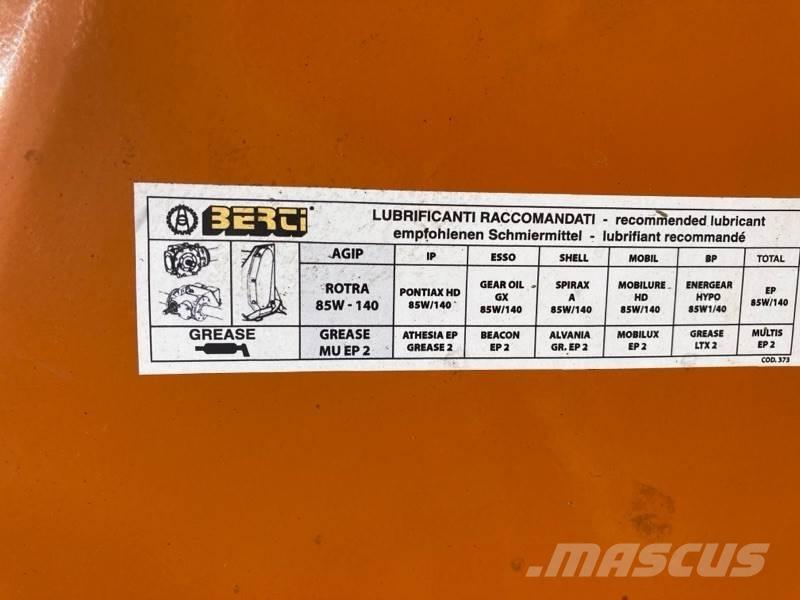 BERTI
LUBRIFICANTI RACCOMANDATI - recommended lubricant
empfohlenen Schmiermittel - lubrifiant recommandé
AGIP IP ESSO SHELL MOBIL BP TOTAL
ROTRA 85W - 140
PONTIAX HD 85W/140
GEAR OIL GX 85W/140
SPIRAX A 85W/140
MOBILURE HD 85W/140
ENERGEAR HYPO 85W1/40
EP 85W/140
GREASE
GREASE MU EP 2
ATHESIA EP GREASE 2
BEACON EP 2
ALVANIA GR. EP 2
MOBILUX EP 2
GREASE LTX 2
MULTIS EP 2
COD. 373
MASCUS